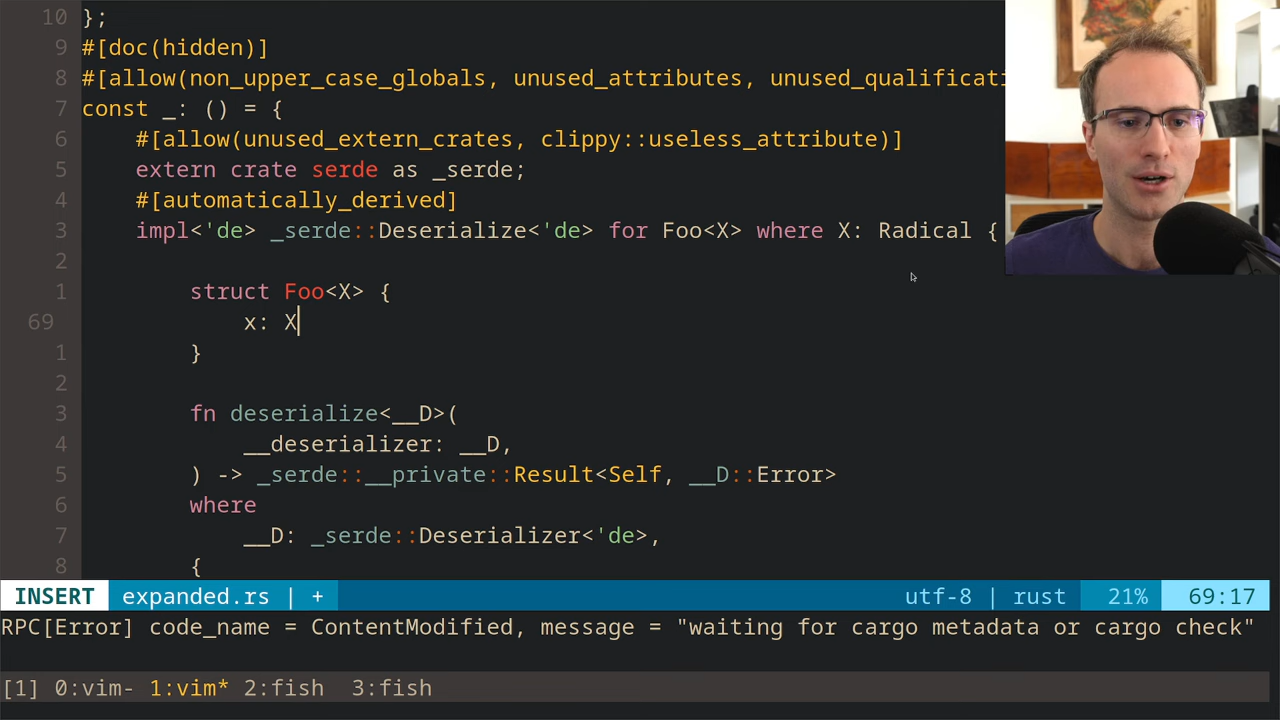 10 };
9 #[doc(hidden)]
8 #[allow(non_upper_case_globals, unused_attributes, unused_qualificati
7 const _: () = {
6 #[allow(unused_extern_crates, clippy::useless_attribute)]
5 extern crate serde as _serde;
4 #[automatically_derived]
3 impl<'de> _serde::Deserialize<'de> for Foo<X> where X: Radical {
2
1 struct Foo<X> {
69 x: X
1 }
2
3 fn deserialize<__D>(
4 __deserializer: __D,
5 ) -> _serde::__private::Result<Self, __D::Error>
6 where
7 __D: _serde::Deserializer<'de>,
8 {
INSERT expanded.rs | + utf-8 | rust 21% 69:17
RPC[Error] code_name = ContentModified, message = "waiting for cargo metadata or cargo check"
[1] 0:vim- 1:vim* 2:fish 3:fish